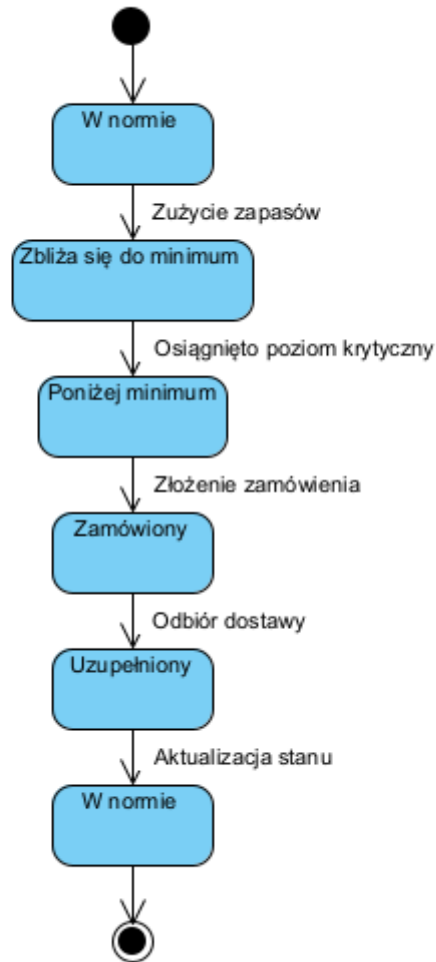 W normie
Zużycie zapasów
Zbliża się do minimum
Osiągnięto poziom krytyczny
Poniżej minimum
Złożenie zamówienia
Zamówiony
Odbiór dostawy
Uzupełniony
Aktualizacja stanu
W normie